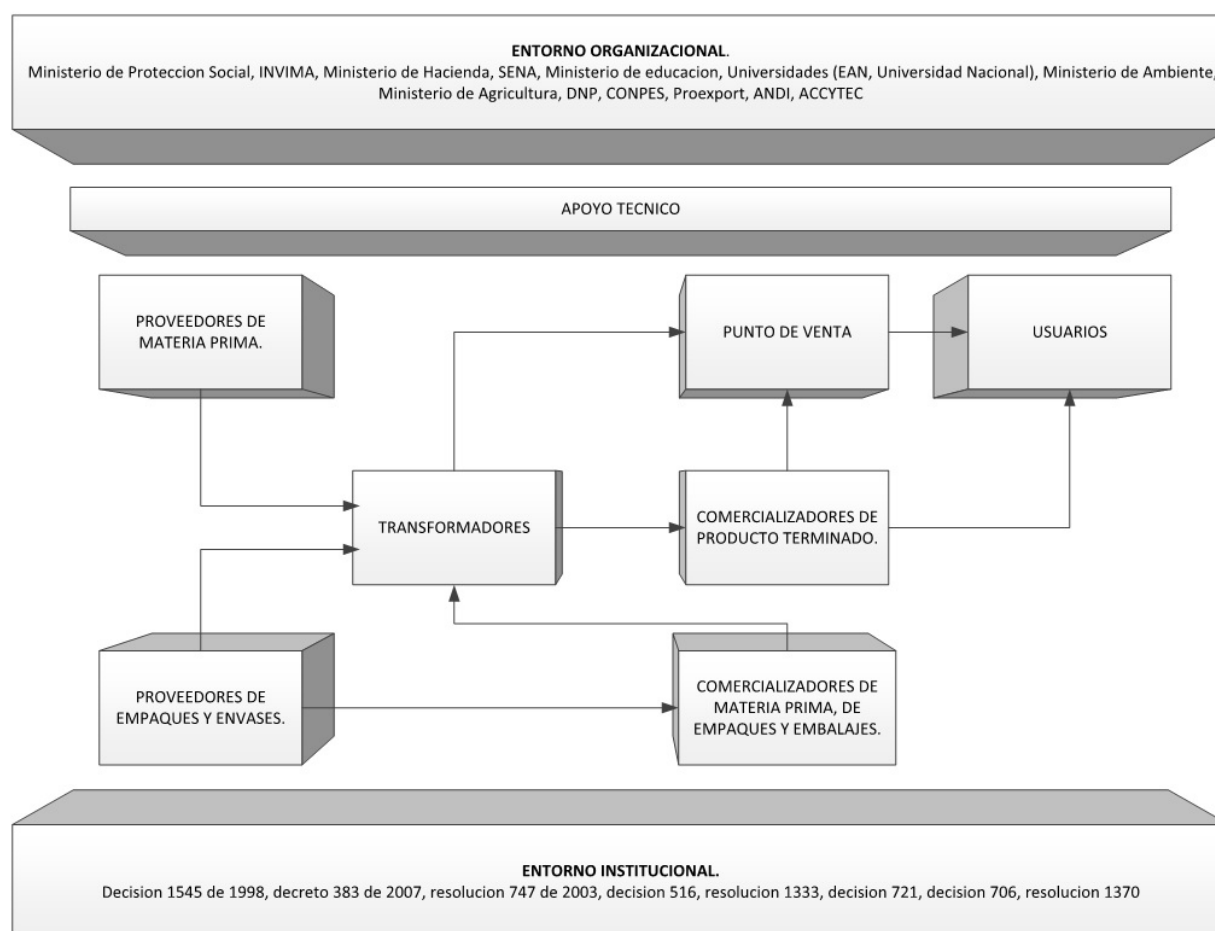 ENTORNO ORGANIZACIONAL.
Ministerio de Proteccion Social, INVIMA, Ministerio de Hacienda, SENA, Ministerio de educacion, Universidades (EAN, Universidad Nacional), Ministerio de Ambiente,
Ministerio de Agricultura, DNP, CONPES, Proexport, ANDI, ACCYTEC
APOYO TECNICO
PROVEEDORES DE
MATERIA PRIMA.
PUNTO DE VENTA
USUARIOS
TRANSFORMADORES
COMERCIALIZADORES DE
PRODUCTO TERMINADO.
PROVEEDORES DE
EMPAQUES Y ENVASES.
COMERCIALIZADORES DE
MATERIA PRIMA, DE
EMPAQUES Y EMBALAJES.
ENTORNO INSTITUCIONAL.
Decision 1545 de 1998, decreto 383 de 2007, resolucion 747 de 2003, decision 516, resolucion 1333, decision 721, decision 706, resolucion 1370